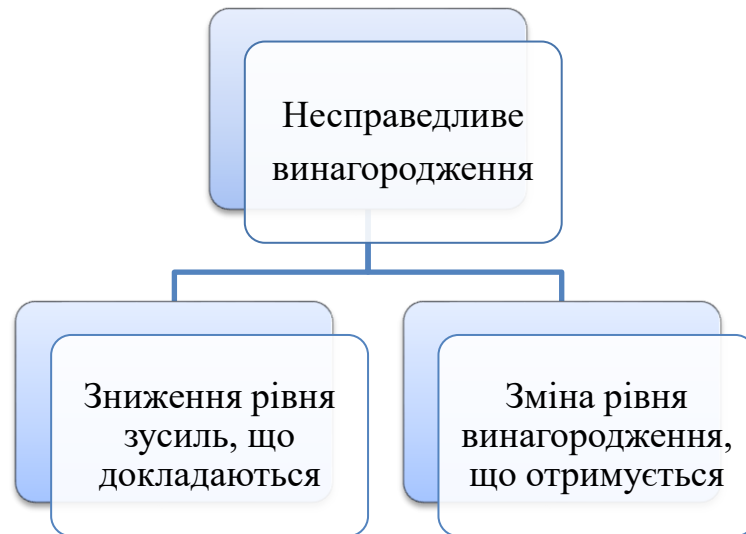 Несправедливе
винагородження
Зниження рівня
зусиль, що
докладаються
Зміна рівня
винагородження,
що отримується